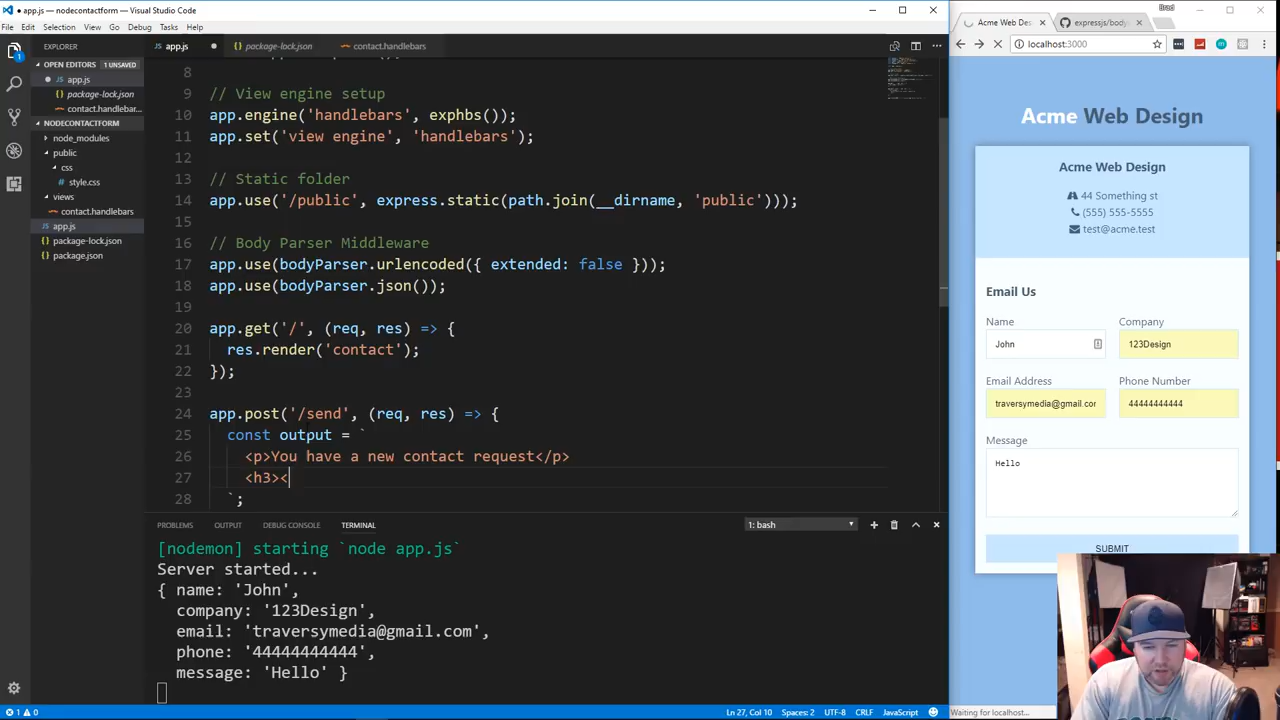 app.js • nodecontactform - Visual Studio Code
File Edit Selection View Go Debug Tasks Help
EXPLORER
OPEN EDITORS 1 UNSAVED
app.js
package-lock.json
contact.handlebar...
NODECONTACTFORM
node_modules
public
css
style.css
views
contact.handlebars
app.js
package-lock.json
package.json
app.js
package-lock.json
contact.handlebars
8
9 // View engine setup
10 app.engine('handlebars', exphbs());
11 app.set('view engine', 'handlebars');
12
13 // Static folder
14 app.use('/public', express.static(path.join(__dirname, 'public')));
15
16 // Body Parser Middleware
17 app.use(bodyParser.urlencoded({ extended: false }));
18 app.use(bodyParser.json());
19
20 app.get('/', (req, res) => {
21 res.render('contact');
22 });
23
24 app.post('/send', (req, res) => {
25 const output = `
26 <p>You have a new contact request</p>
27 <h3><
28 `;
PROBLEMS OUTPUT DEBUG CONSOLE TERMINAL
1: bash
[nodemon] starting `node app.js`
Server started...
{ name: 'John',
company: '123Design',
email: 'traversymedia@gmail.com',
phone: '44444444444',
message: 'Hello' }
1 0
Ln 27, Col 10 Spaces: 2 UTF-8 CRLF JavaScript
Brad
Acme Web Des
expressjs/body
localhost:3000
Acme Web Design
Acme Web Design
44 Something st
(555) 555-5555
test@acme.test
Email Us
Name Company
John 123Design
Email Address Phone Number
traversymedia@gmail.cor 44444444444
Message
Hello
SUBMIT
Waiting for localhost...